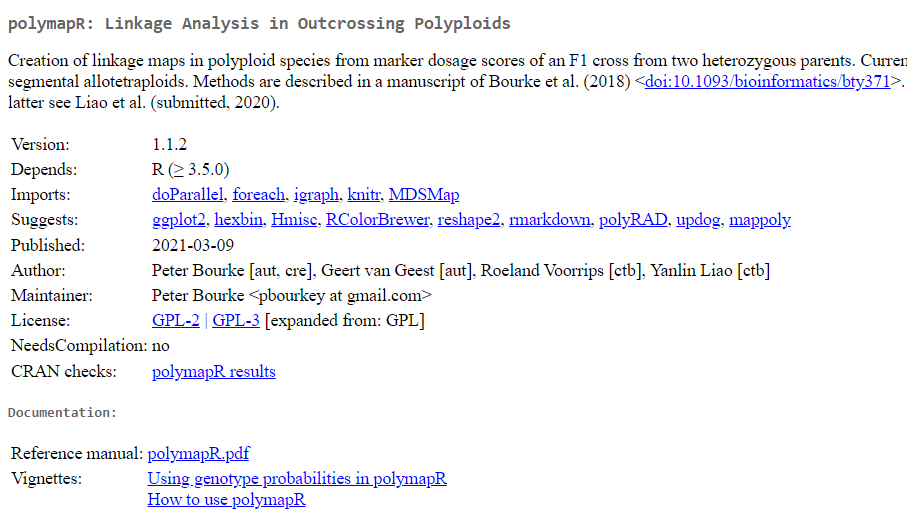 polymapR: Linkage Analysis in Outcrossing Polyploids
Creation of linkage maps in polyploid species from marker dosage scores of an F1 cross from two heterozygous parents. Curren
segmental allotetraploids. Methods are described in a manuscript of Bourke et al. (2018) <doi:10.1093/bioinformatics/bty371>.
latter see Liao et al. (submitted, 2020).
Version: 1.1.2
Depends: R (≥ 3.5.0)
Imports: doParallel, foreach, igraph, knitr, MDSMap
Suggests: ggplot2, hexbin, Hmisc, RColorBrewer, reshape2, rmarkdown, polyRAD, updog, mappoly
Published: 2021-03-09
Author: Peter Bourke [aut, cre], Geert van Geest [aut], Roeland Voorrips [ctb], Yanlin Liao [ctb]
Maintainer: Peter Bourke <pbourkey at gmail.com>
License: GPL-2 | GPL-3 [expanded from: GPL]
NeedsCompilation: no
CRAN checks: polymapR results
Documentation:
Reference manual: polymapR.pdf
Vignettes: Using genotype probabilities in polymapR
How to use polymapR